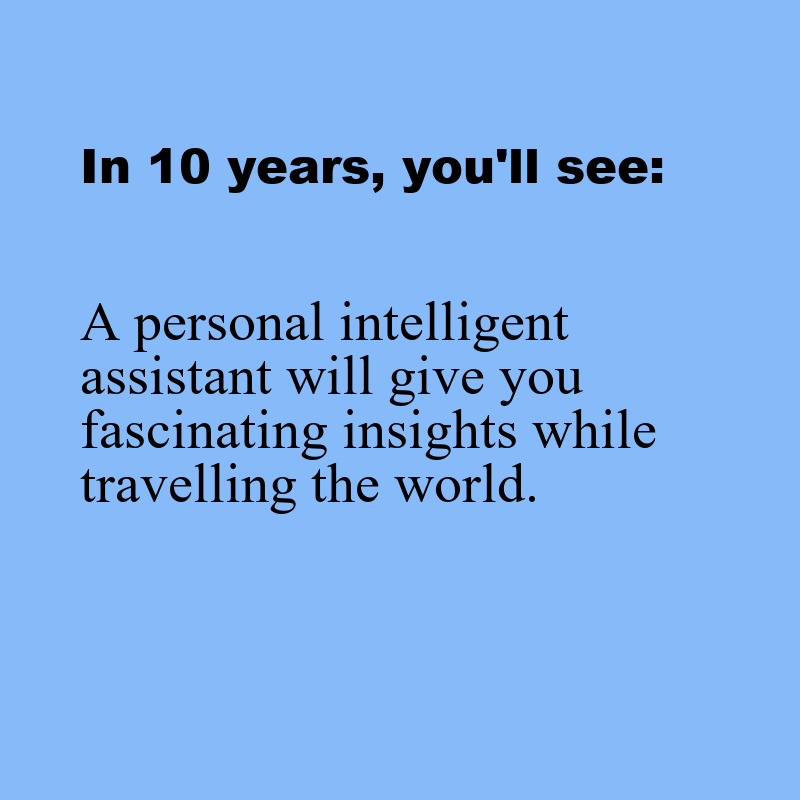 In 10 years, you'll see:
A personal intelligent
assistant will give you
fascinating insights while
travelling the world.